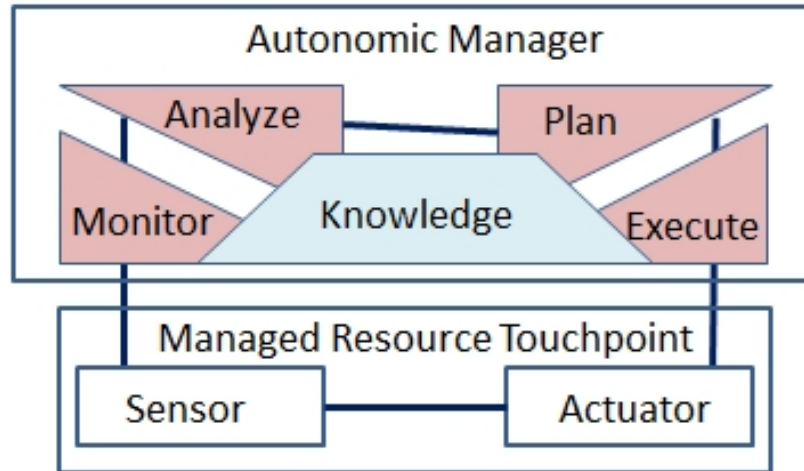 Autonomic Manager
Analyze
Plan
Monitor
Knowledge
Execute
Managed Resource Touchpoint
Sensor
Actuator